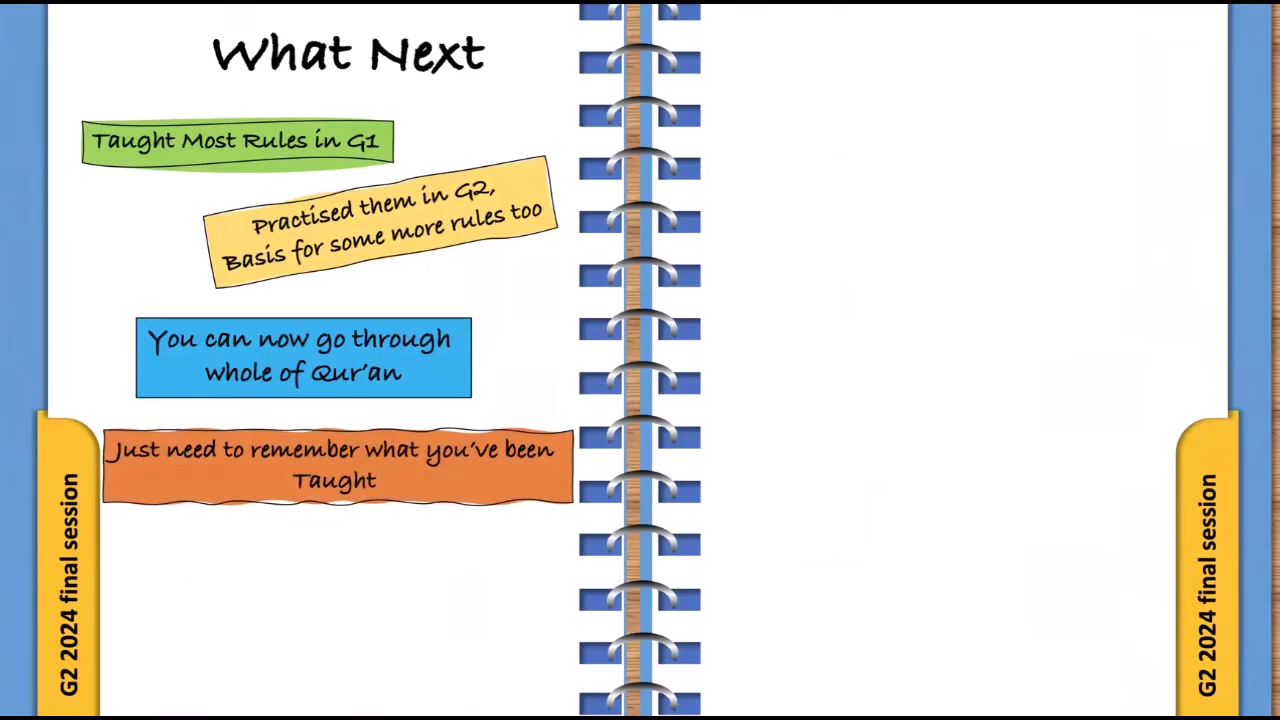 What Next
Taught Most Rules in G1
Practised them in G2,
Basis for some more rules too
You can now go through
whole of Qur'an
Just need to remember what you've been
Taught
G2 2024 final session
G2 2024 final session